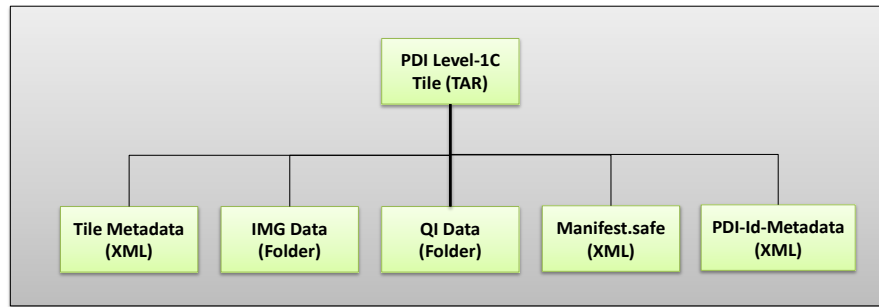 PDI Level-1C
Tile (TAR)
Tile Metadata
(XML)
IMG Data
(Folder)
QI Data
(Folder)
Manifest.safe
(XML)
PDI-Id-Metadata
(XML)